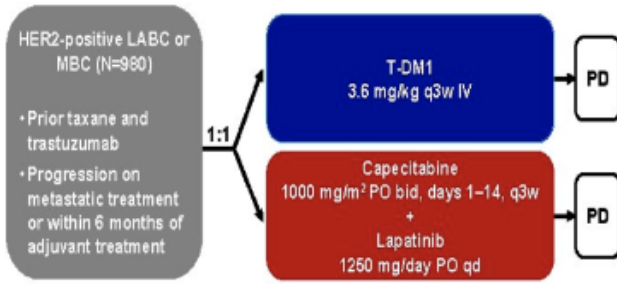 HER2-positive LABC or
MBC (N=980)
• Prior taxane and
trastuzumab
• Progression on
metastatic treatment
or within 6 months of
adjuvant treatment
1:1
T-DM1
3.6 mg/kg q3w IV
PD
Capecitabine
1000 mg/m² PO bid, days 1–14, q3w
+
Lapatinib
1250 mg/day PO qd
PD